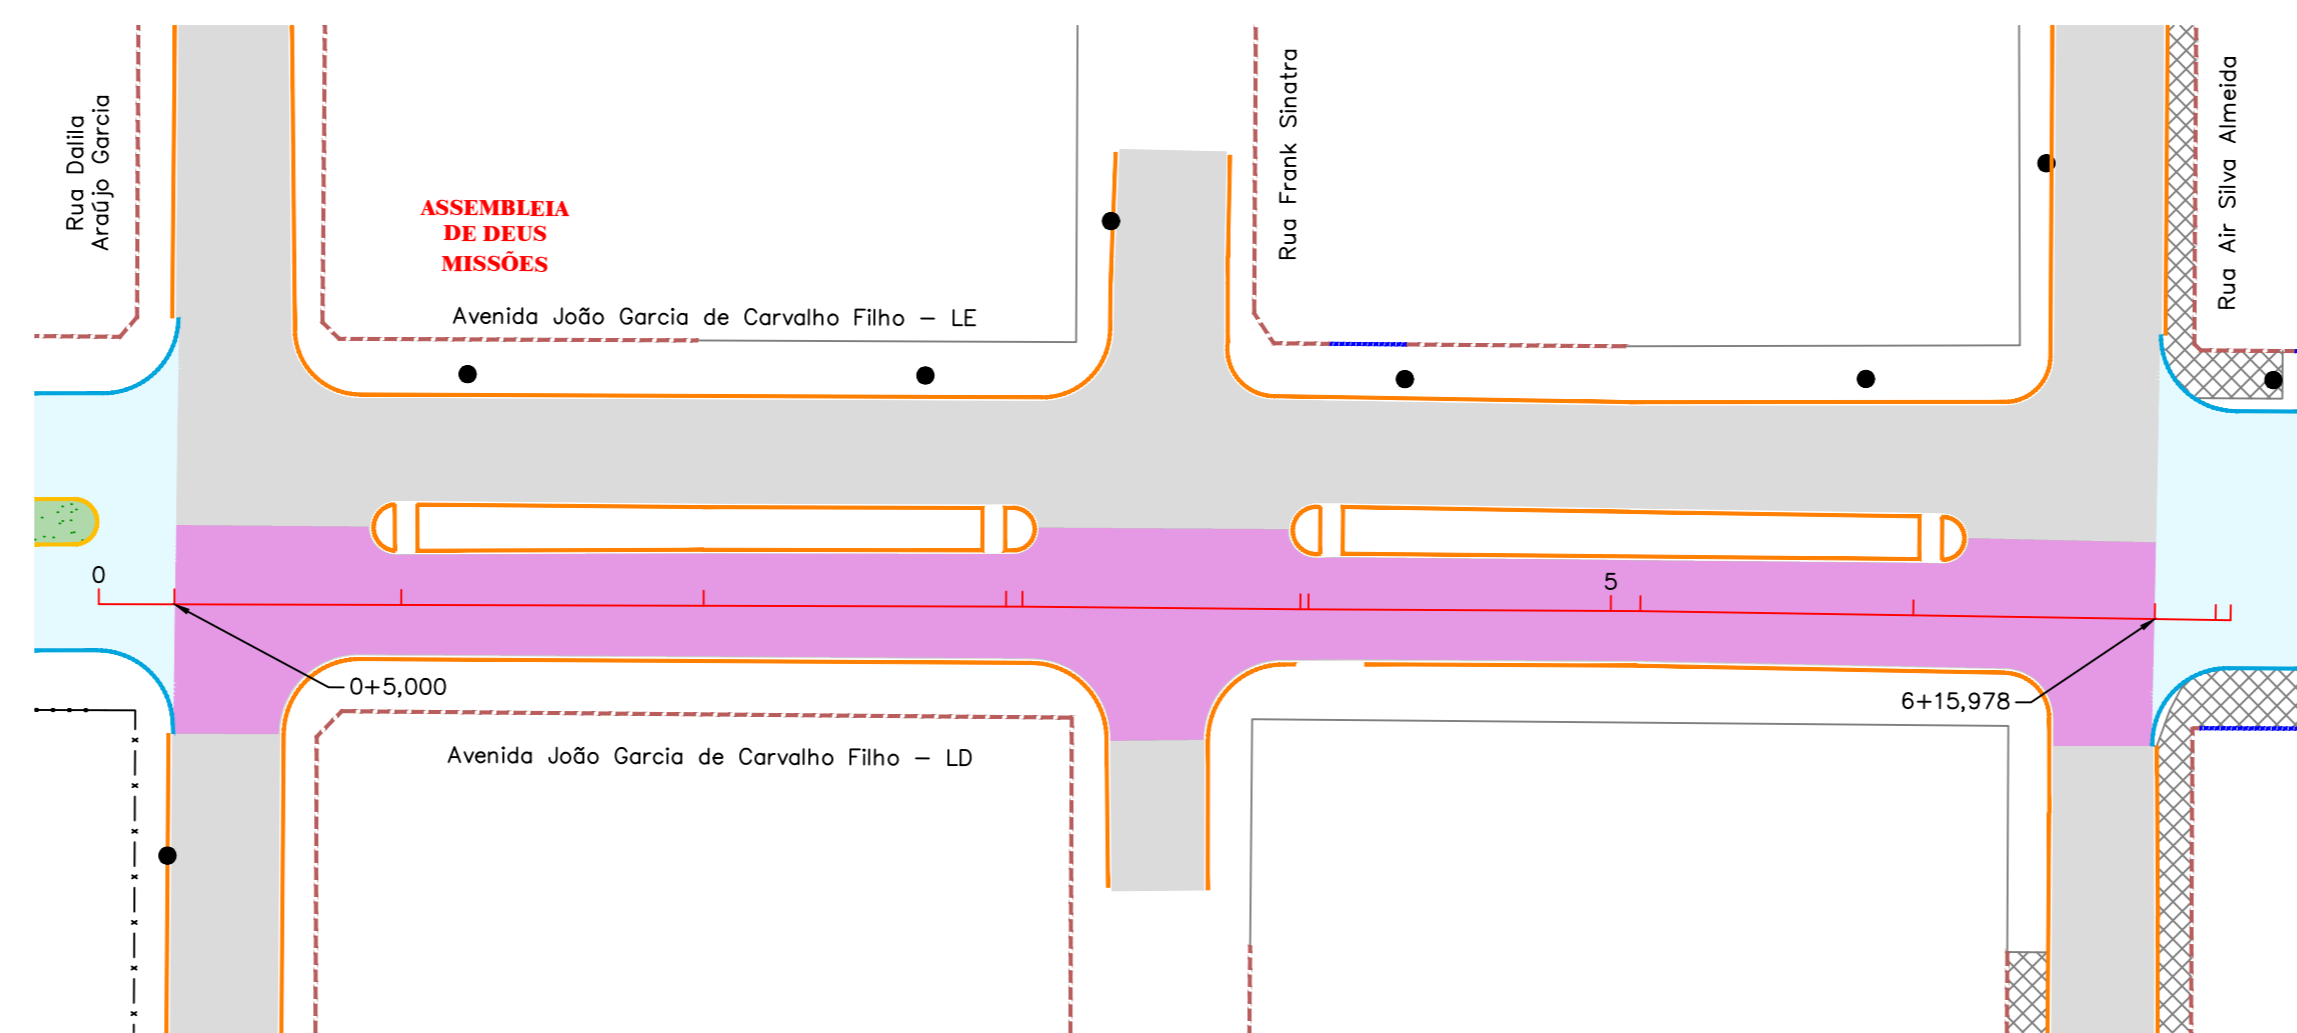 Rua Dalila
Araújo Garcia
ASSEMBLEIA
DE DEUS
MISSÕES
Avenida João Garcia de Carvalho Filho – LE
Rua Frank Sinatra
Rua Air Silva Almeida
0
5
0+5,000
6+15,978
Avenida João Garcia de Carvalho Filho – LD